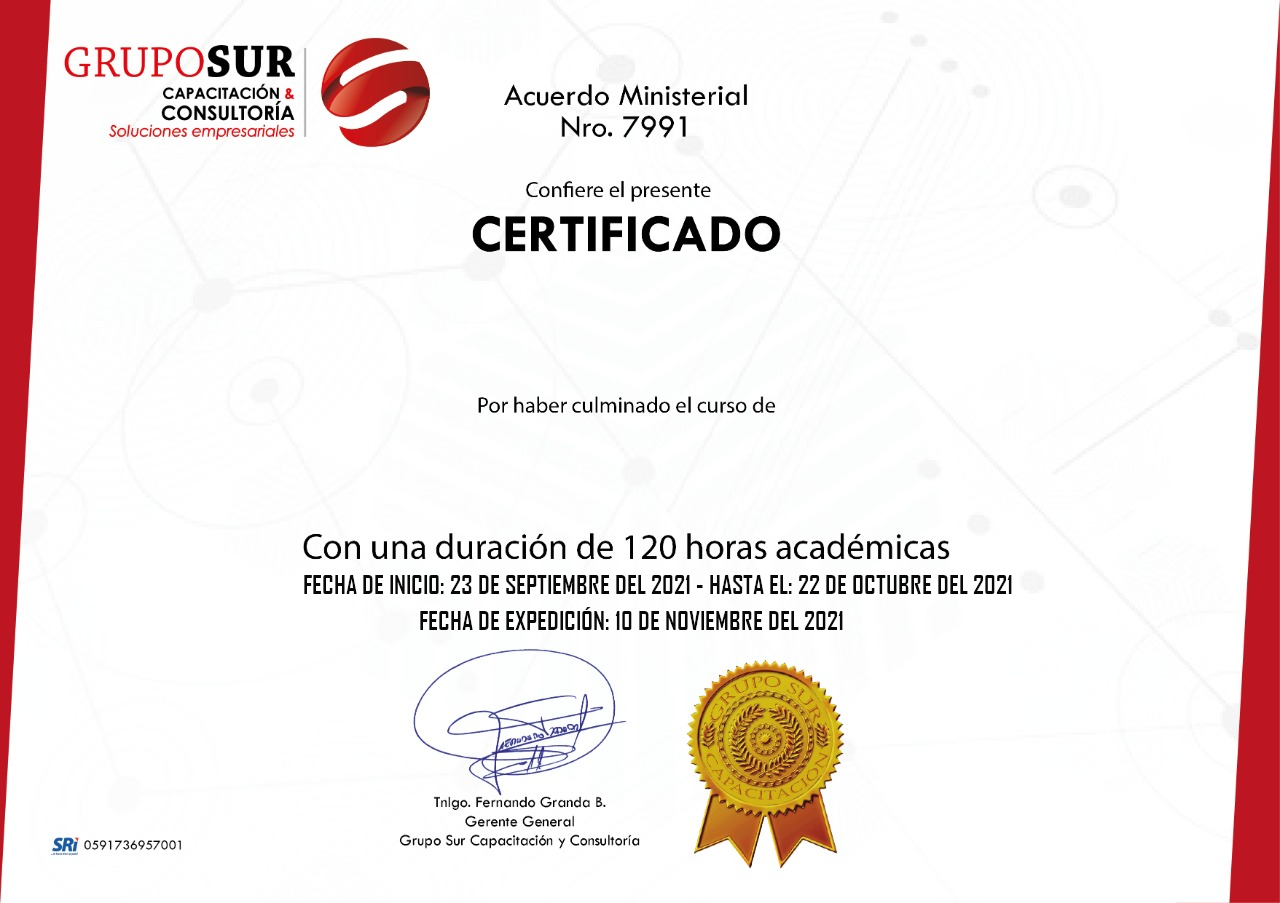 GRUPOSUR
CAPACITACIÓN &
CONSULTORÍA
Soluciones empresariales
Acuerdo Ministerial
Nro. 7991
Confiere el presente
CERTIFICADO
Por haber culminado el curso de
Con una duración de 120 horas académicas
FECHA DE INICIO: 23 DE SEPTIEMBRE DEL 2021 - HASTA EL: 22 DE OCTUBRE DEL 2021
FECHA DE EXPEDICIÓN: 10 DE NOVIEMBRE DEL 2021
GRUPO SUR
CAPACITACIÓN
Tnlgo. Fernando Granda B.
Gerente General
Grupo Sur Capacitación y Consultoría
SRi 0591736957001